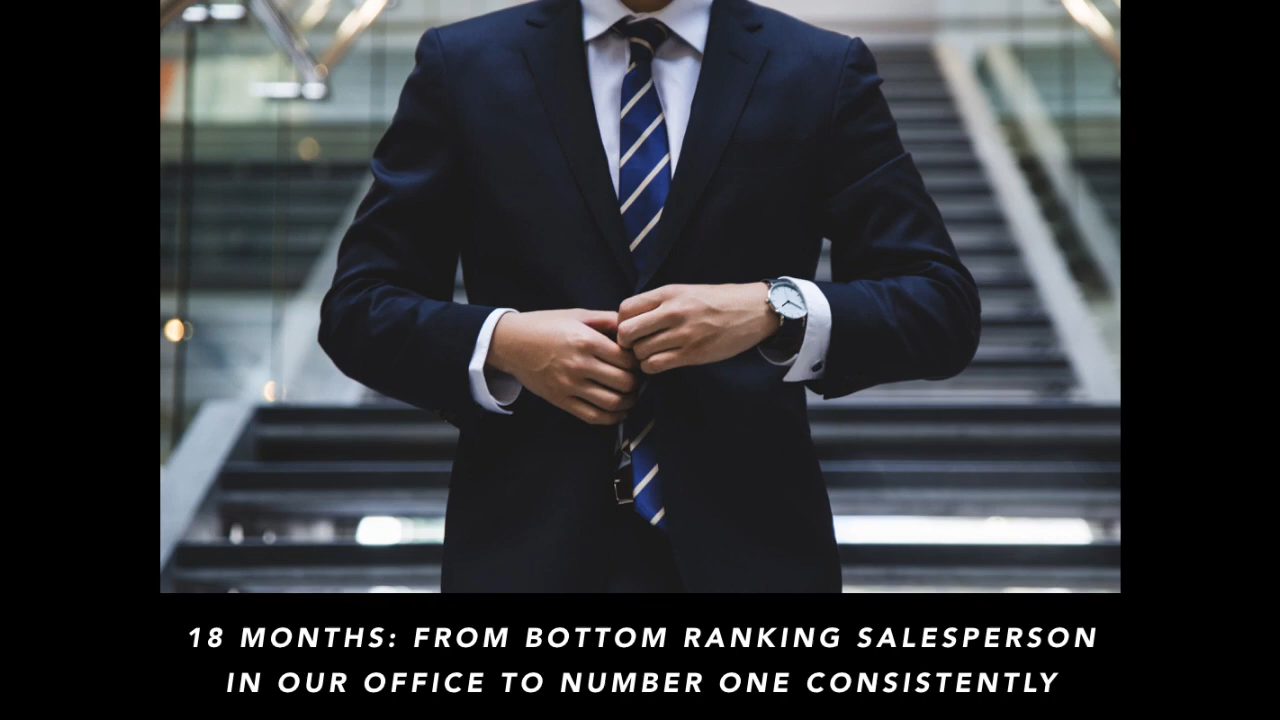 18 MONTHS: FROM BOTTOM RANKING SALESPERSON
IN OUR OFFICE TO NUMBER ONE CONSISTENTLY